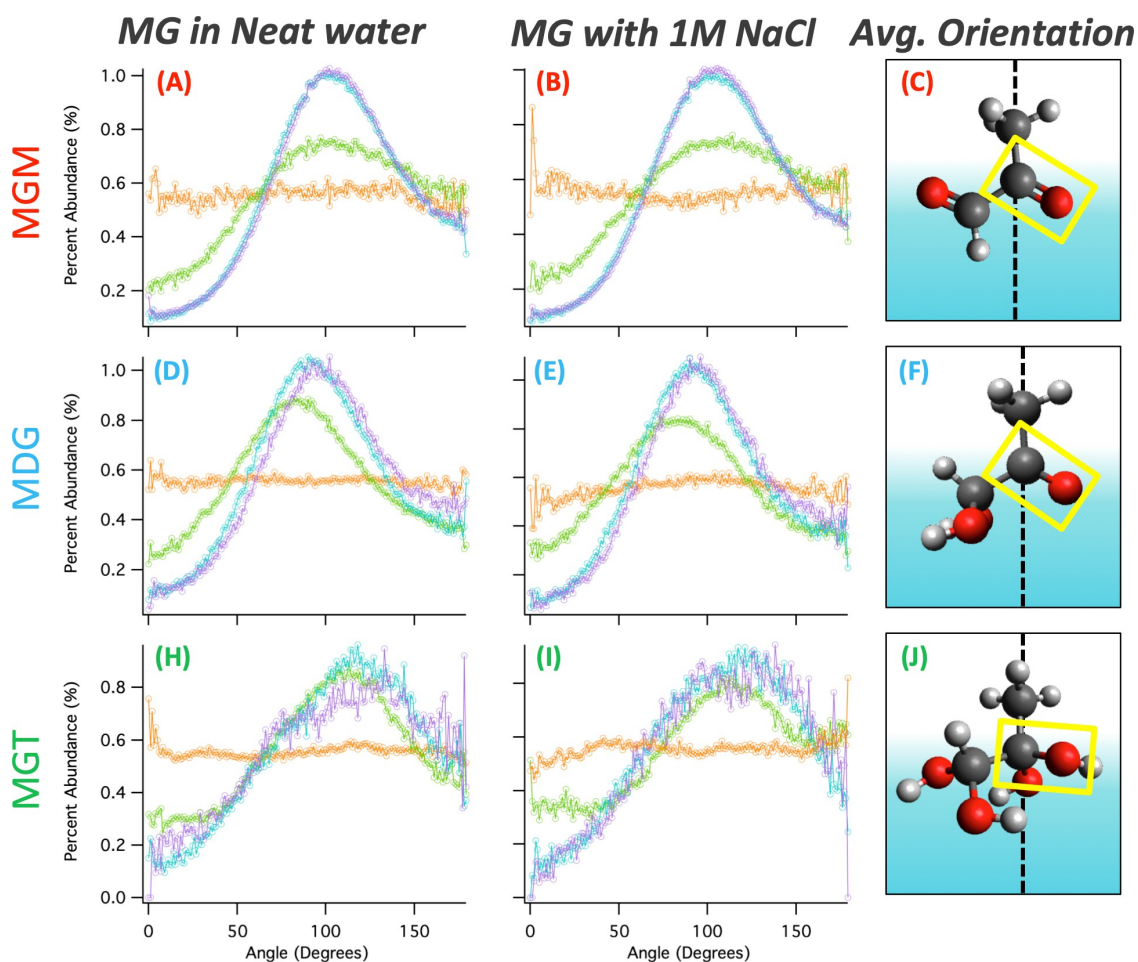 MG in Neat water
MG with 1M NaCl
Avg. Orientation
MGM
Percent Abundance (%)
1.0
0.8
0.6
0.4
0.2
(A)
(B)
(C)
MDG
Percent Abundance (%)
1.0
0.8
0.6
0.4
0.2
(D)
(E)
(F)
MGT
Percent Abundance (%)
0.8
0.6
0.4
0.2
0.0
(H)
(I)
(J)
0 50 100 150
Angle (Degrees)
0 50 100 150
Angle (Degrees)